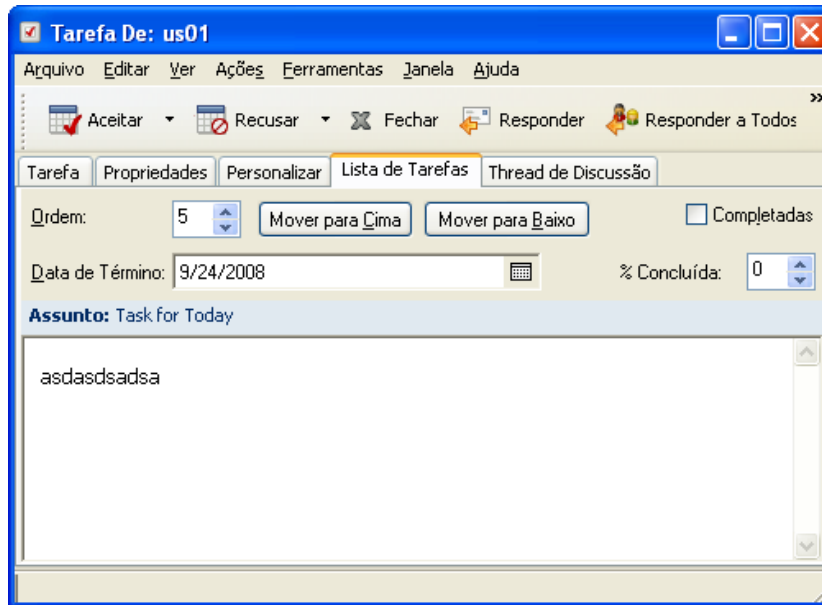 Tarefa De: us01
Arquivo Editar Ver Ações Ferramentas Janela Ajuda
Aceitar Recusar Fechar Responder Responder a Todos »
Tarefa Propriedades Personalizar Lista de Tarefas Thread de Discussão
Ordem: 5 Mover para Cima Mover para Baixo Completadas
Data de Término: 9/24/2008 % Concluída: 0
Assunto: Task for Today
asdasdsadsa